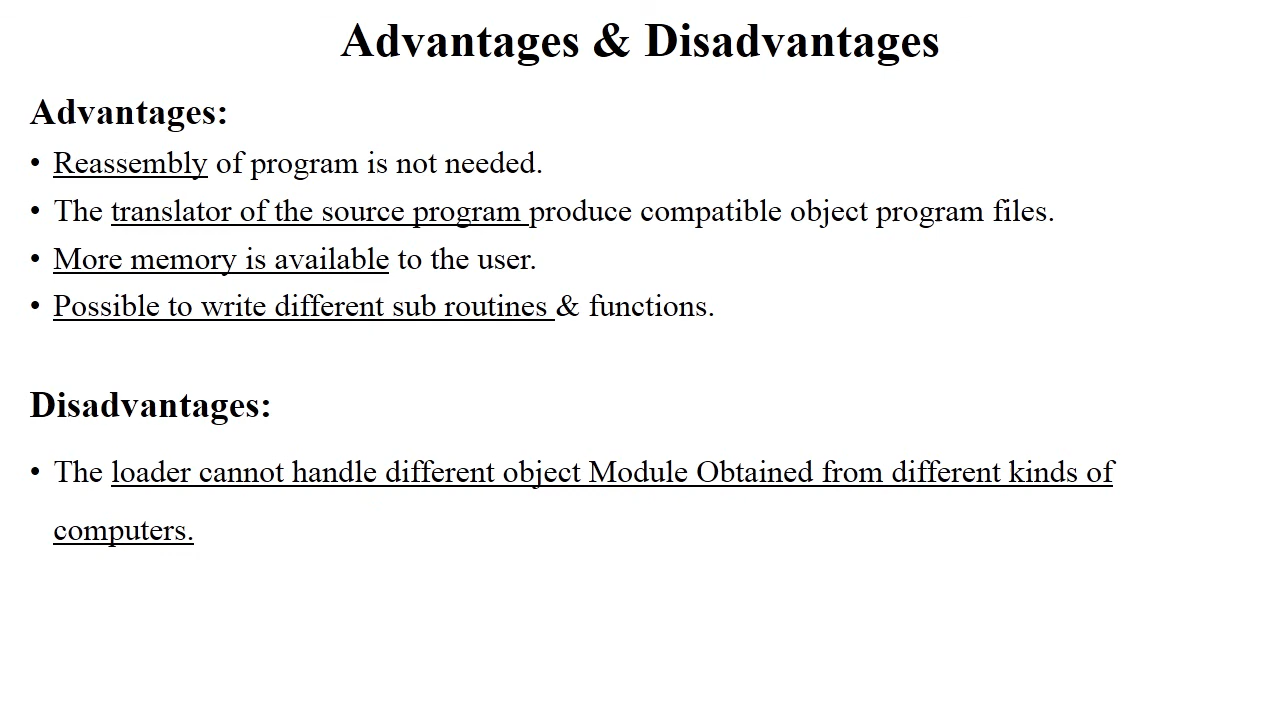 Advantages & Disadvantages
Advantages:
• Reassembly of program is not needed.
• The translator of the source program produce compatible object program files.
• More memory is available to the user.
• Possible to write different sub routines & functions.
Disadvantages:
• The loader cannot handle different object Module Obtained from different kinds of
computers.